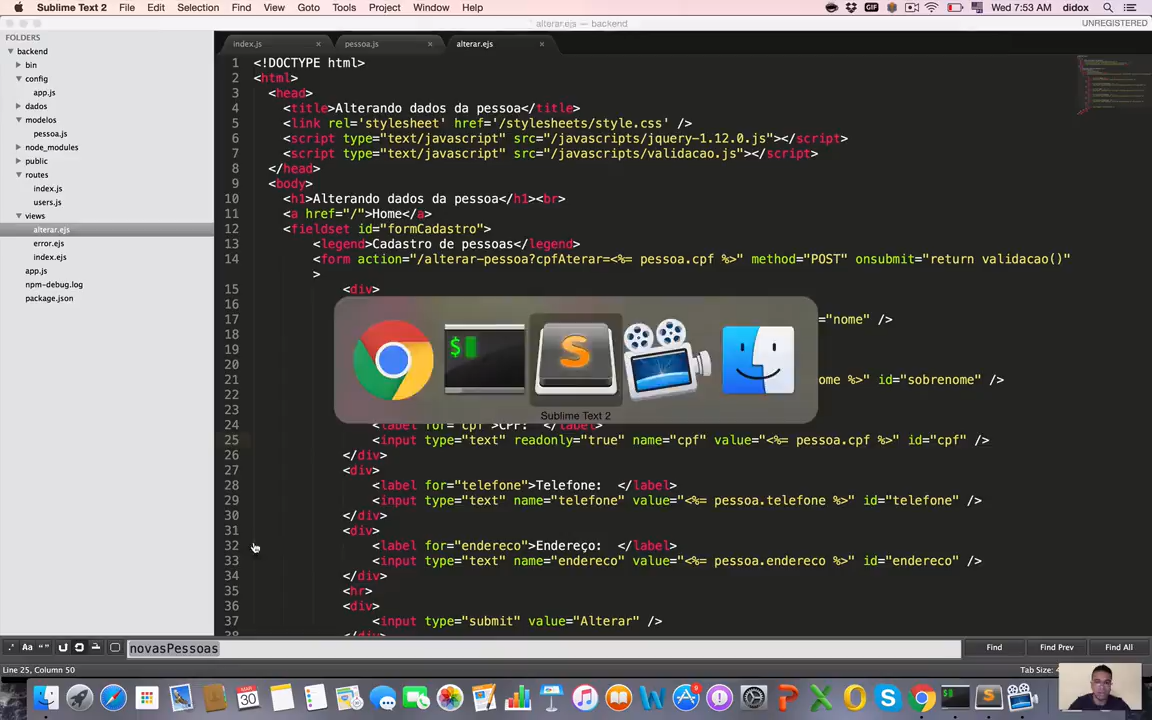 Sublime Text 2 File Edit Selection Find View Goto Tools Project Window Help
Wed 7:53 AM didox
alterar.ejs — backend
UNREGISTERED
FOLDERS
backend
bin
config
app.js
dados
modelos
pessoa.js
node_modules
public
routes
index.js
users.js
views
alterar.ejs
error.ejs
index.ejs
app.js
npm-debug.log
package.json
index.js × pessoa.js × alterar.ejs ×
1 <!DOCTYPE html>
2 <html>
3 <head>
4 <title>Alterando dados da pessoa</title>
5 <link rel='stylesheet' href='/stylesheets/style.css' />
6 <script type="text/javascript" src="/javascripts/jquery-1.12.0.js"></script>
7 <script type="text/javascript" src="/javascripts/validacao.js"></script>
8 </head>
9 <body>
10 <h1>Alterando dados da pessoa</h1><br>
11 <a href="/">Home</a>
12 <fieldset id="formCadastro">
13 <legend>Cadastro de pessoas</legend>
14 <form action="/alterar-pessoa?cpfAterar=<%= pessoa.cpf %>" method="POST" onsubmit="return validacao()"
>
15 <div>
16
17 ="nome" />
18
19
20
21 ome %>" id="sobrenome" />
22
23
24 <label for="cpf">CPF: </label>
25 <input type="text" readonly="true" name="cpf" value="<%= pessoa.cpf %>" id="cpf" />
26 </div>
27 <div>
28 <label for="telefone">Telefone: </label>
29 <input type="text" name="telefone" value="<%= pessoa.telefone %>" id="telefone" />
30 </div>
31 <div>
32 <label for="endereco">Endereço: </label>
33 <input type="text" name="endereco" value="<%= pessoa.endereco %>" id="endereco" />
34 </div>
35 <hr>
36 <div>
37 <input type="submit" value="Alterar" />
38 </div>
$
S
Sublime Text 2
.* Aa “”
novasPessoas
Find Find Prev Find All
Line 25, Column 50